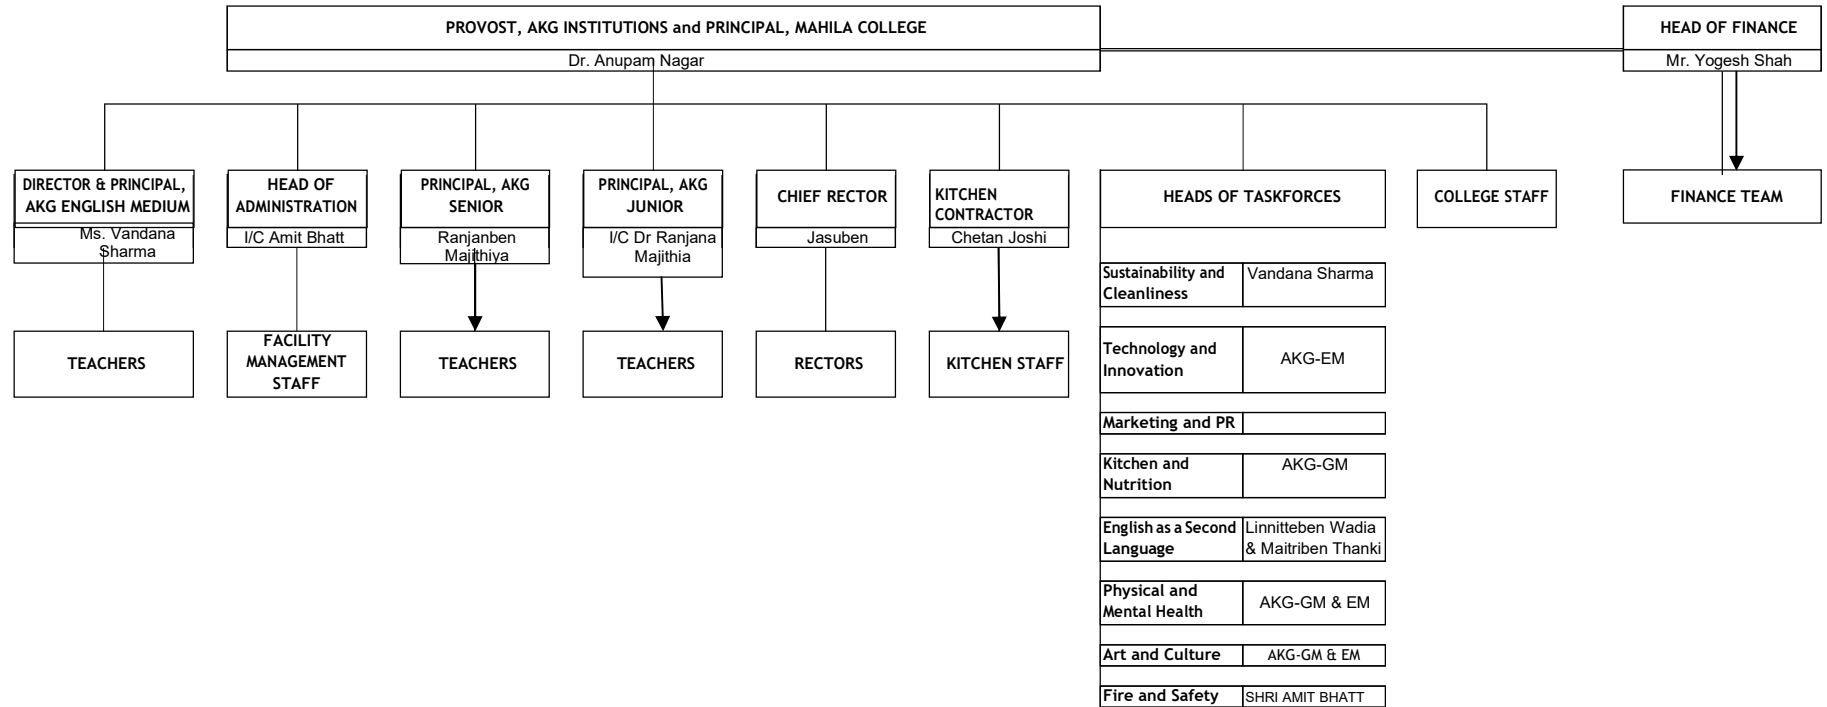 PROVOST, AKG INSTITUTIONS and PRINCIPAL, MAHILA COLLEGE
Dr. Anupam Nagar
HEAD OF FINANCE
Mr. Yogesh Shah
DIRECTOR & PRINCIPAL,
AKG ENGLISH MEDIUM
Ms. Vandana
Sharma
HEAD OF
ADMINISTRATION
I/C Amit Bhatt
PRINCIPAL, AKG
SENIOR
Ranjanben
Majithiya
PRINCIPAL, AKG
JUNIOR
I/C Dr Ranjana
Majithia
CHIEF RECTOR
Jasuben
KITCHEN
CONTRACTOR
Chetan Joshi
HEADS OF TASKFORCES
COLLEGE STAFF
FINANCE TEAM
TEACHERS
FACILITY
MANAGEMENT
STAFF
TEACHERS
TEACHERS
RECTORS
KITCHEN STAFF
Sustainability and
Cleanliness
Vandana Sharma
Technology and
Innovation
AKG-EM
Marketing and PR
Kitchen and
Nutrition
AKG-GM
English as a Second
Language
Linnitteben Wadia
& Maitriben Thanki
Physical and
Mental Health
AKG-GM & EM
Art and Culture
AKG-GM & EM
Fire and Safety
SHRI AMIT BHATT